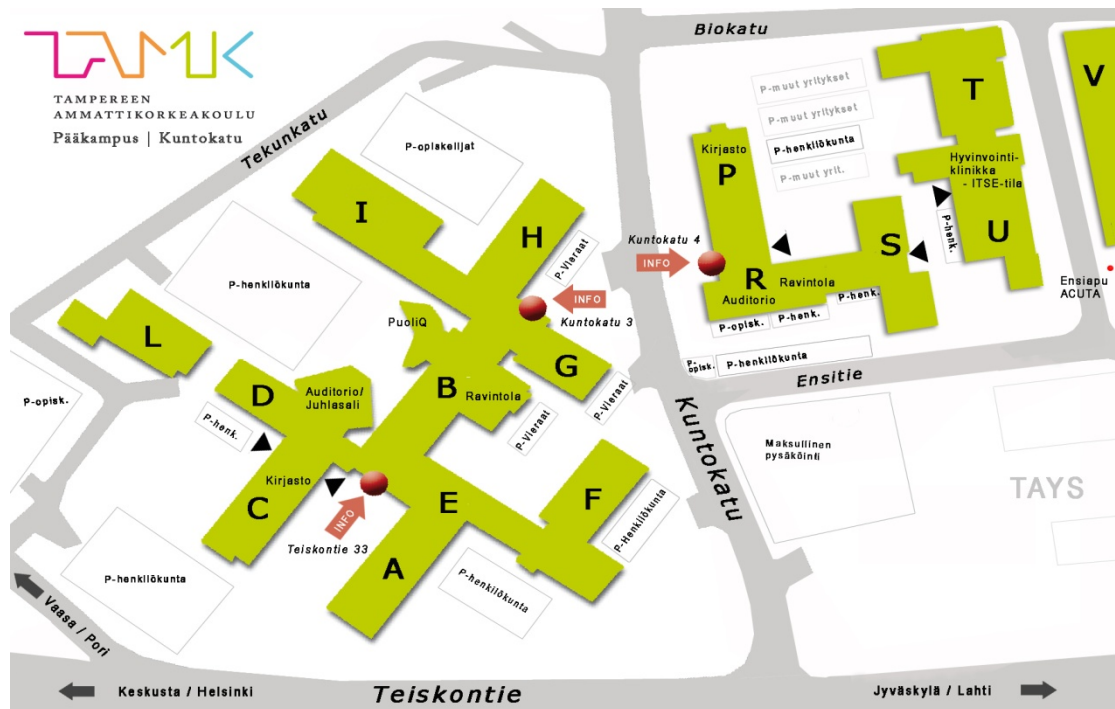 TAMK
TAMPEREEN
AMMATTIKORKEAKOULU
Pääkampus | Kuntokatu
Biokatu
Tekunkatu
P-opiskelijat
P-muut yritykset
P-muut yritykset
P-henkilökunta
P-muut yrit.
T
V
Kirjasto
P
Hyvinvointi-
klinikka
- ITSE-tila
I
H
P-Vieraat
Kuntokatu 4
INFO
S
P-henk.
U
P-henkilökunta
INFO
Kuntokatu 3
R
Ravintola
Auditorio
P-henk.
P-henk.
P-opisk.
Ensiapu
ACUTA
PuoliQ
L
G
P-opisk.
P-henkilökunta
Ensitie
D
Auditorio/
Juhlasali
B
Ravintola
P-Vieraat
P-Vieraat
P-opisk.
P-henk.
Kuntokatu
Maksullinen
pysäköinti
TAYS
Kirjasto
C
INFO
Teiskontie 33
E
F
P-Henkilökunta
A
P-henkilökunta
P-henkilökunta
Vaasa / Pori
Keskusta / Helsinki
Teiskontie
Jyväskylä / Lahti